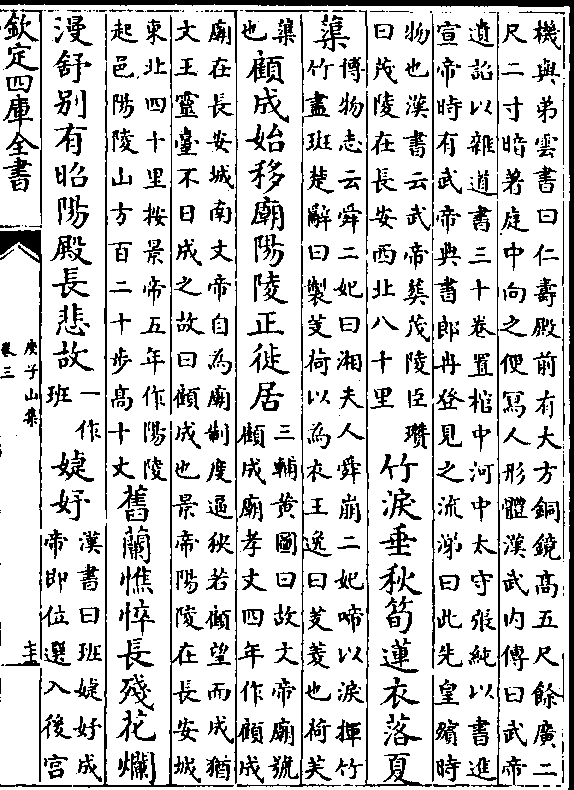 機與弟雲書曰仁壽殿前有大方銅鏡髙五尺餘廣二
尺二寸暗著庭中向之便冩人形體漢武内傳曰武帝
遺詔以雜道書三十卷置棺中河中太守張純以書進
宣帝時有武帝典書郎冉登見之流涕曰此先皇殯時
物也漢書云武帝葬茂陵臣瓚
曰茂陵在長安西北八十里
竹淚垂秋筍蓮衣落夏
蕖
博物志云舜二妃曰湘夫人舜崩二妃啼以淚揮竹
竹盡班楚辭曰製芰荷以為衣王逸曰芰菱也荷芙
蕖
也
顧成始移廟陽陵正徙居
三輔黄圖曰故文帝廟號
顧成廟孝文四年作顧成
廟在長安城南文帝自為廟制度逼狹若顧望而成猶
文王靈臺不日成之故曰顧成也景帝陽陵在長安城
東北四十里按景帝五年作陽陵
起邑陽陵山方百二十步髙十丈
舊蘭憔悴長殘花爛
漫舒别有昭陽殿長悲故
一作
班
婕妤
漢書曰班婕妤成
帝即位選入後宮
欽定四庫全書
庾子山集
卷三